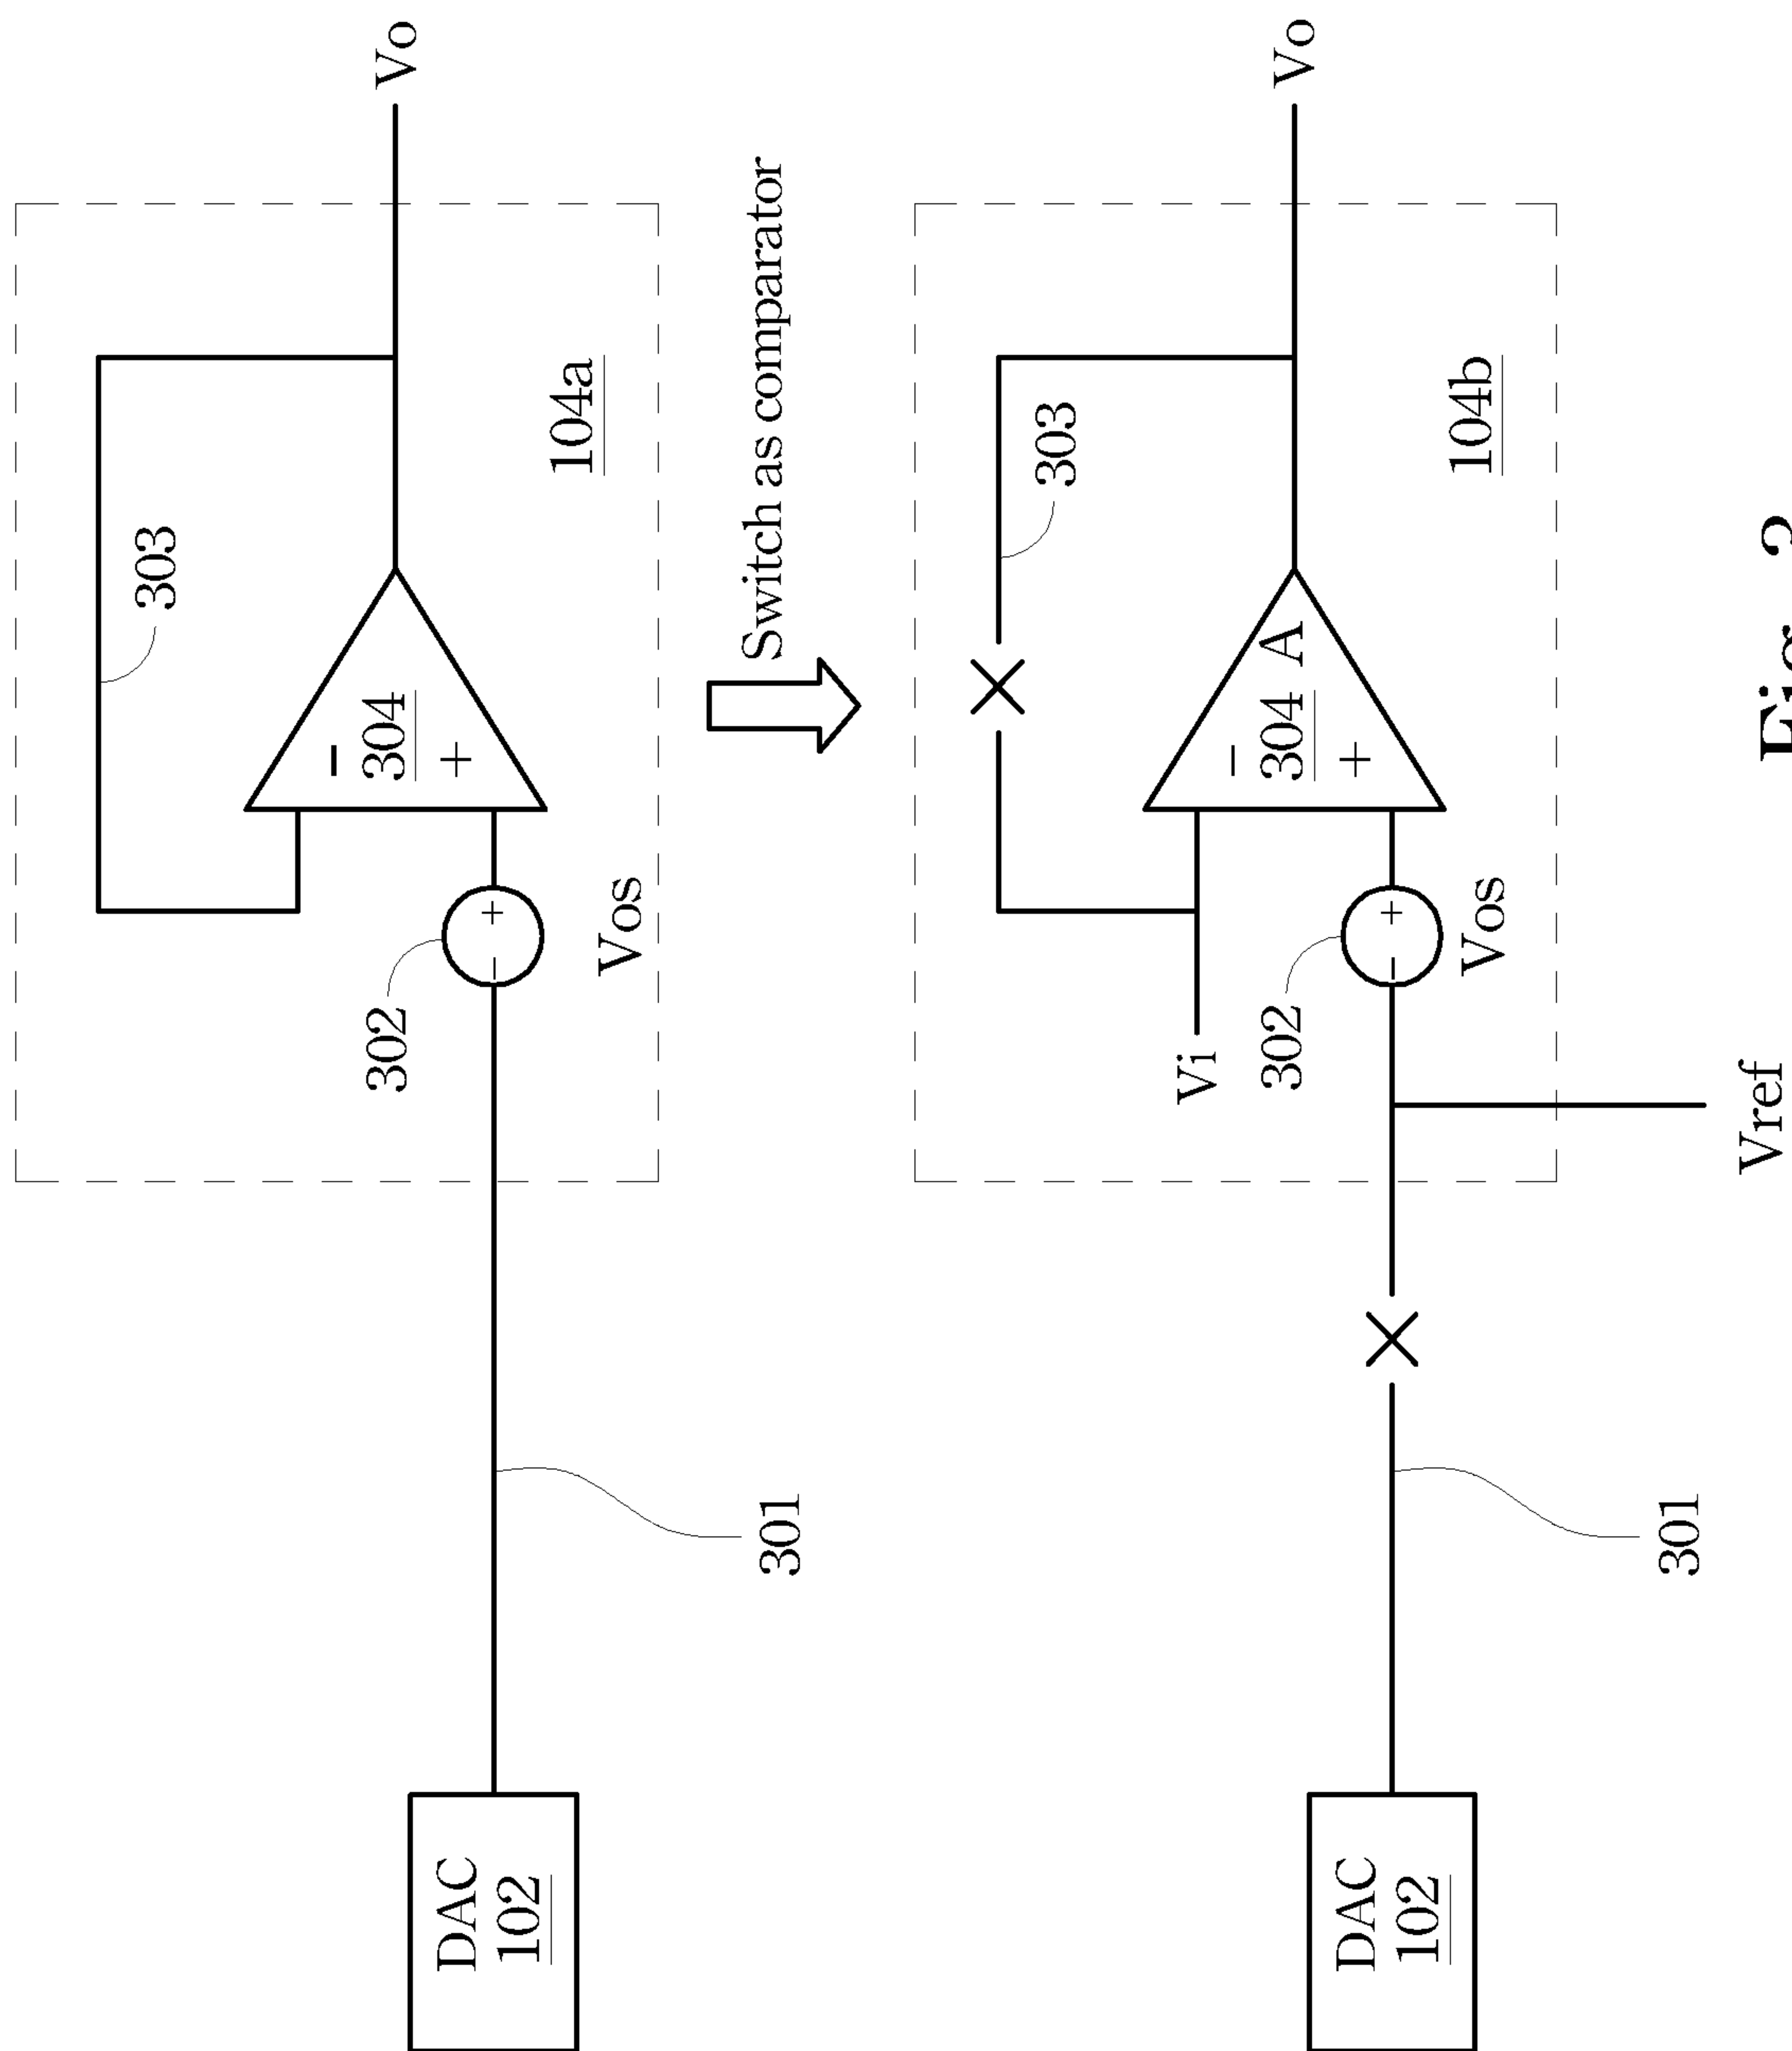 303
Vo
304
−
+
104a
302
Vos
DAC
102
301
Switch as comparator
303
Vo
Vi
304 A
−
+
104b
302
Vos
DAC
102
301
Vref